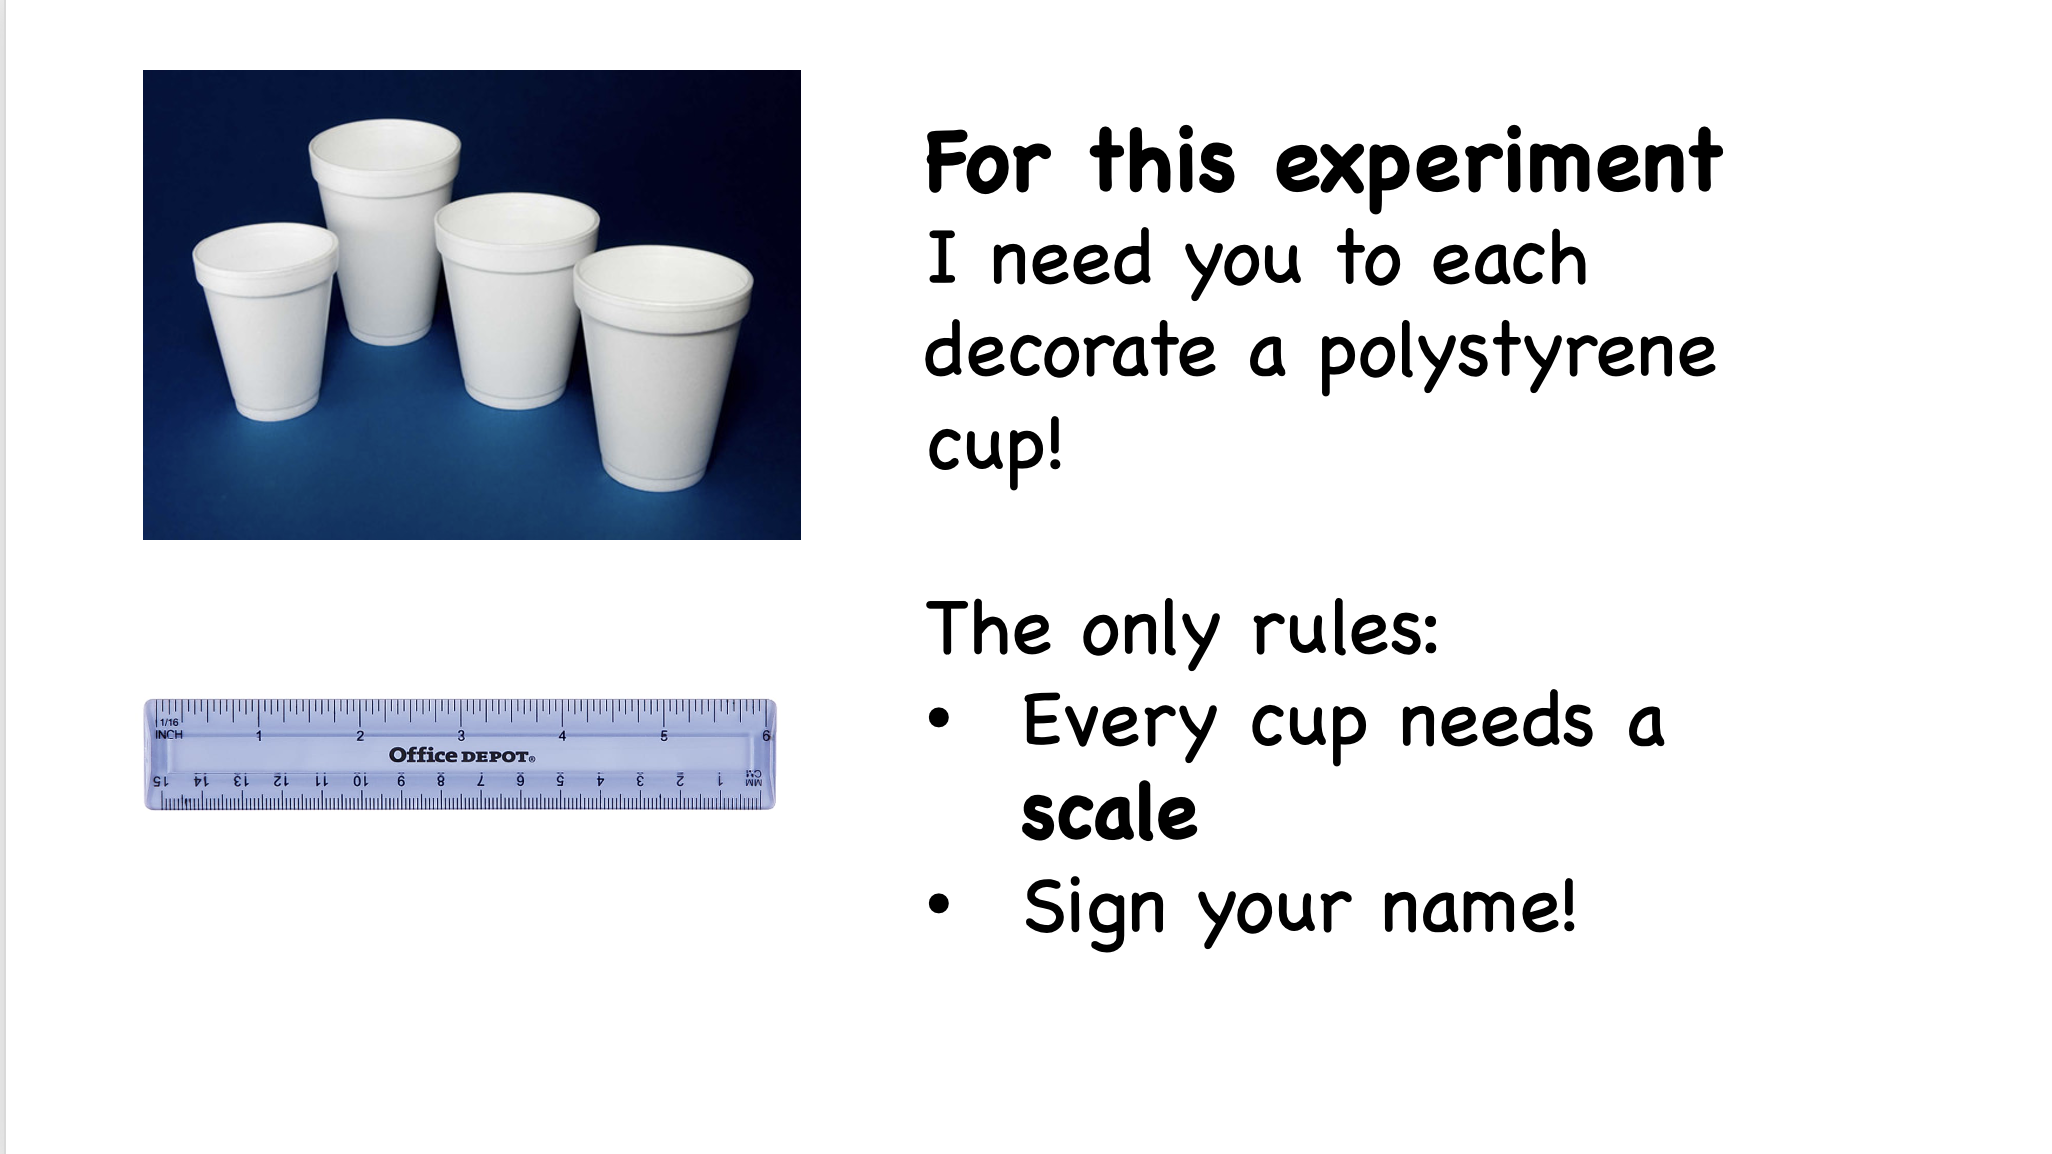 For this experiment
I need you to each
decorate a polystyrene
cup!
The only rules:
• Every cup needs a
scale
• Sign your name!
1/16
INCH 1 2 3 4 5 6
Office DEPOT®
15 14 13 12 11 10 9 8 7 6 5 4 3 2 1 CM
MM